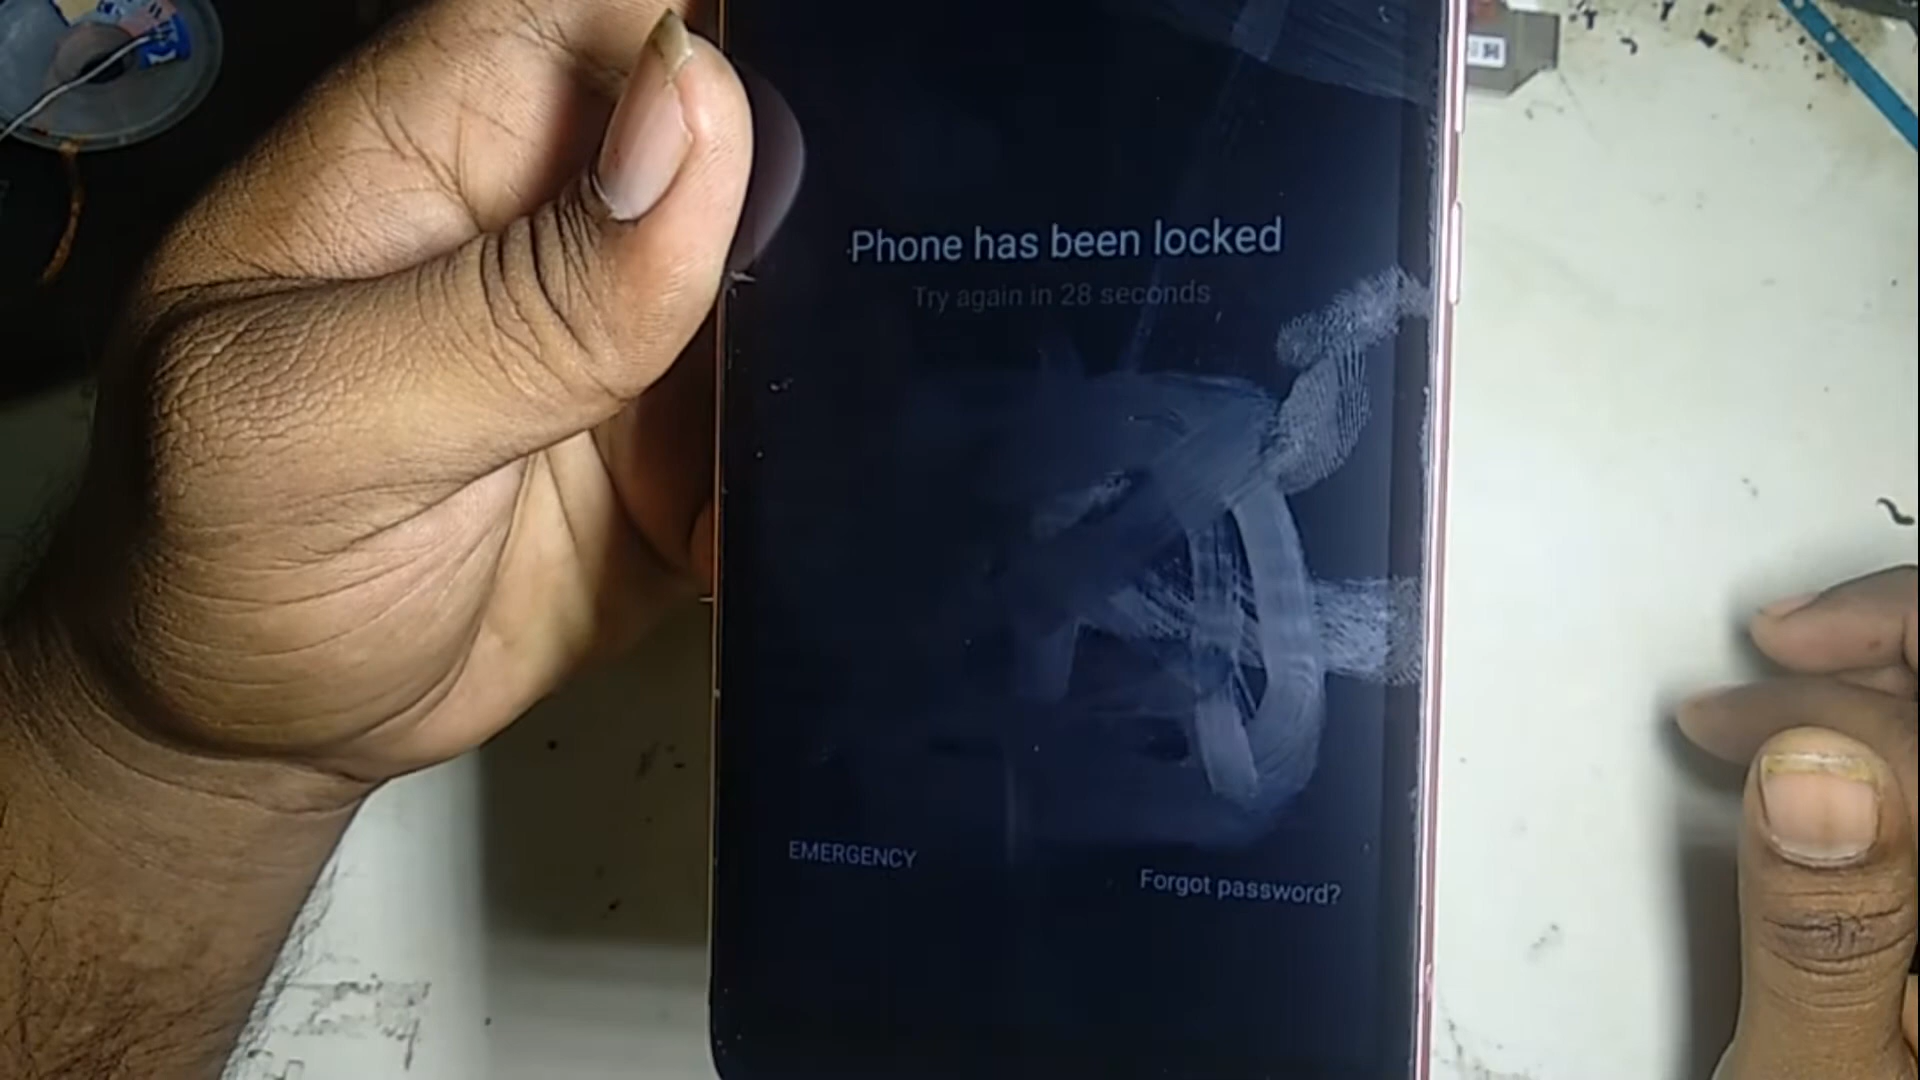 Phone has been locked
Try again in 28 seconds
EMERGENCY
Forgot password?